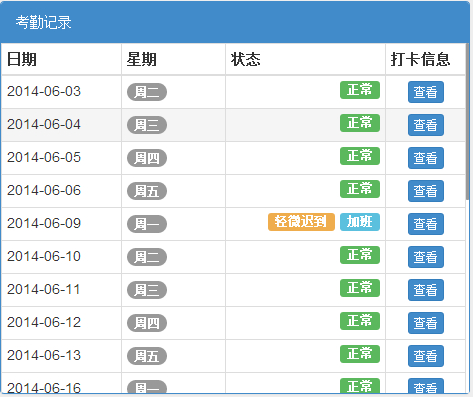 考勤记录
日期 星期 状态 打卡信息
2014-06-03 周二 正常 查看
2014-06-04 周三 正常 查看
2014-06-05 周四 正常 查看
2014-06-06 周五 正常 查看
2014-06-09 周一 轻微迟到 加班 查看
2014-06-10 周二 正常 查看
2014-06-11 周三 正常 查看
2014-06-12 周四 正常 查看
2014-06-13 周五 正常 查看
2014-06-16 周一 正常 查看